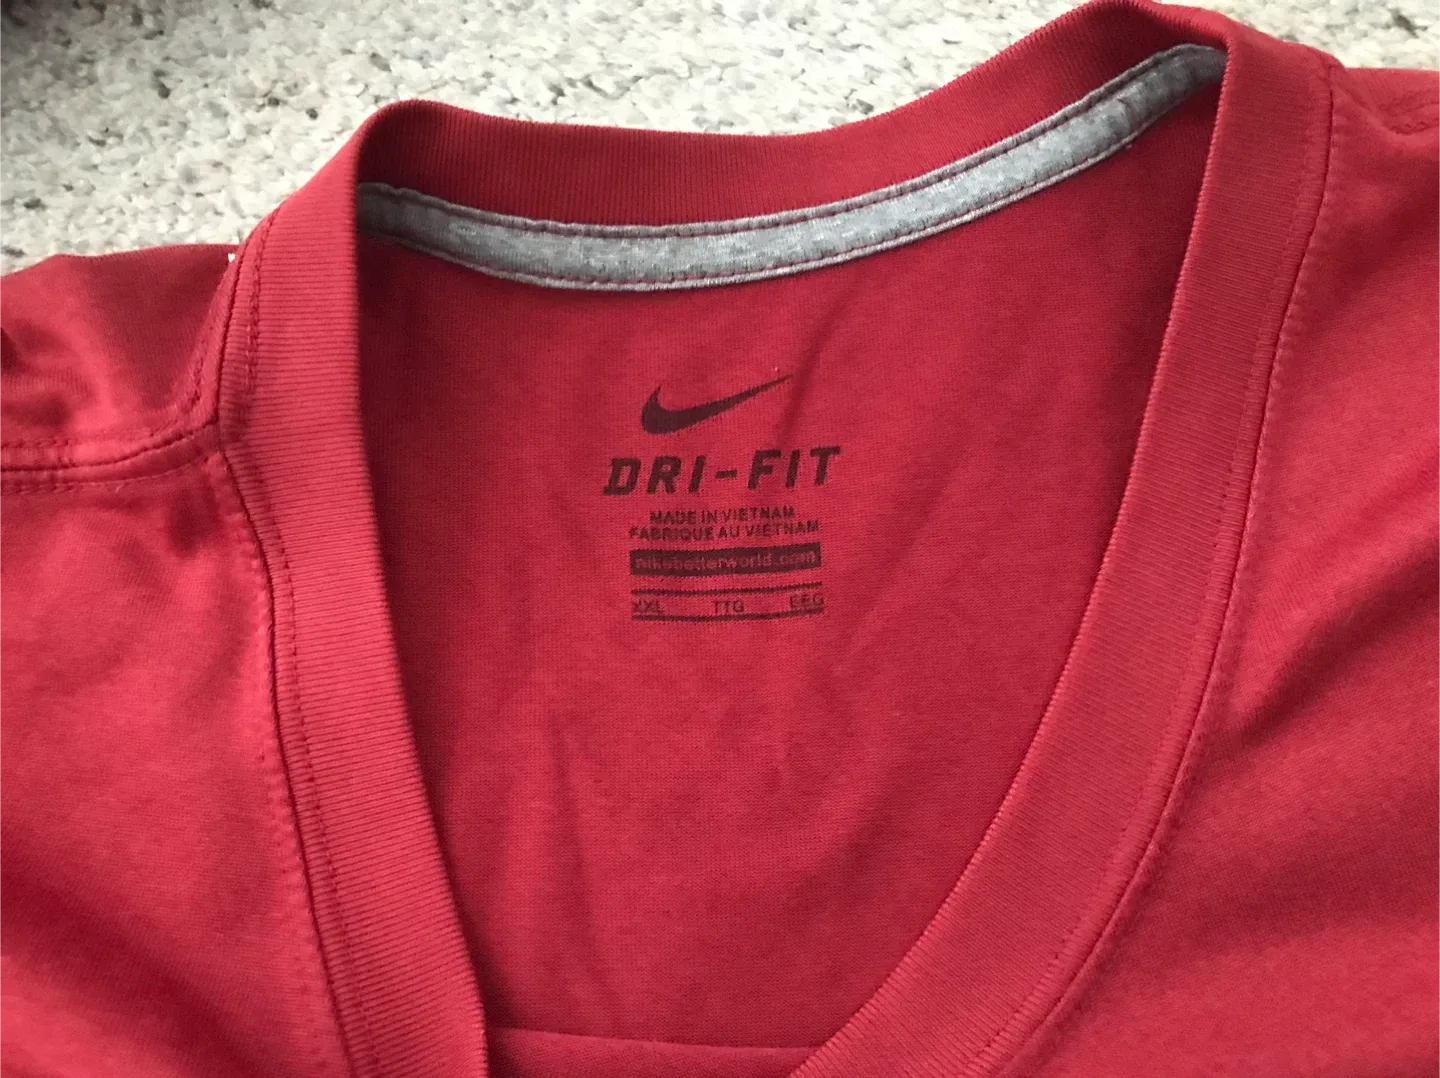 DRI-FIT
MADE IN VIETNAM
FABRIQUE AU VIETNAM
nikebetterworld.com
XXL TTG EEG